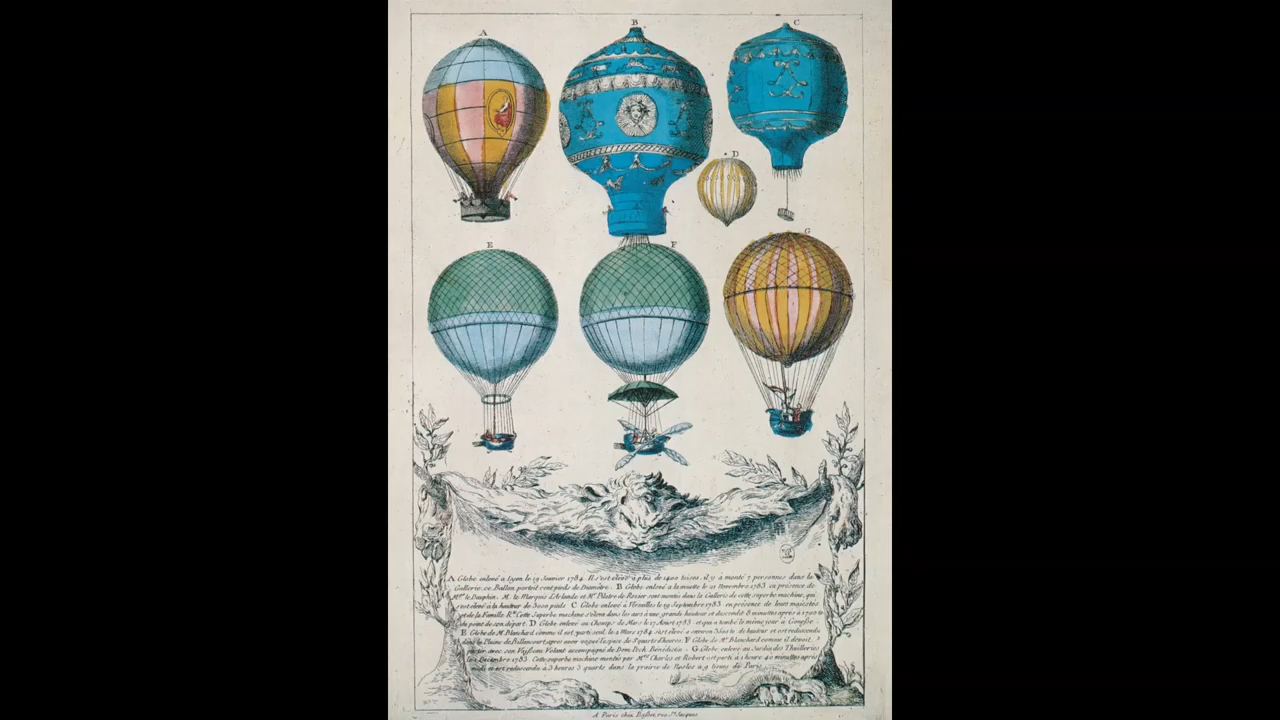 A
B
C
D
E
F
G
A Globe enlevé à Lyon le 19 Janvier 1784. Il s'est élevé à plus de 1400 toises, il y a monté 7 personnes dans la
Gallerie, ce Ballon portoit cent pieds de Diamétre. B Globe enlevé a la muette le 21 Novembre 1783 en présence de
Mgr. le Dauphin; M. le Marquis d'Arlande et Mr. Pilatre de Rosier sont montés dans la Gallerie de cette superbe machine, qui
s'est élevé à la hauteur de 3000 pieds C Globe enlevé à Versailles le 19 Septembre 1783 en présence de leurs majestés
et de la Famille Rle. Cette Superbe machine s'éleva dans les airs a une grande hauteur et descendit 8 minuttes après à 1700 t
du point de son départ. D Globe enlevé au Champs de Mars le 27 Aoust 1783 et qui a tombé le même jour à Gonesse
E Globe de M. Blanchard comme il est parti seul, le 2 Mars 1784 s'est élevé a environ de hauteur et est redescendu
dans la Plaine de Billancourt après avoir vogué l'espace de 5 quarts d'heures. F Globe de Mr. Blanchard comme il devoit
partir avec son Vaisseau Volant accompagné de Dom. Pech Bénédictin. G Globe enlevé au Jardin des Thuilleries
le 1 Decembre 1783 Cette superbe machine montée par Mrs. Charles et Robert est parti à 1 heure 40 minuttes après
midi et est redescendu à 3 heures 3 quarts dans la prairie de Nesles à 9 lieues de Paris
A Paris chez Basset, rue St. Jacques